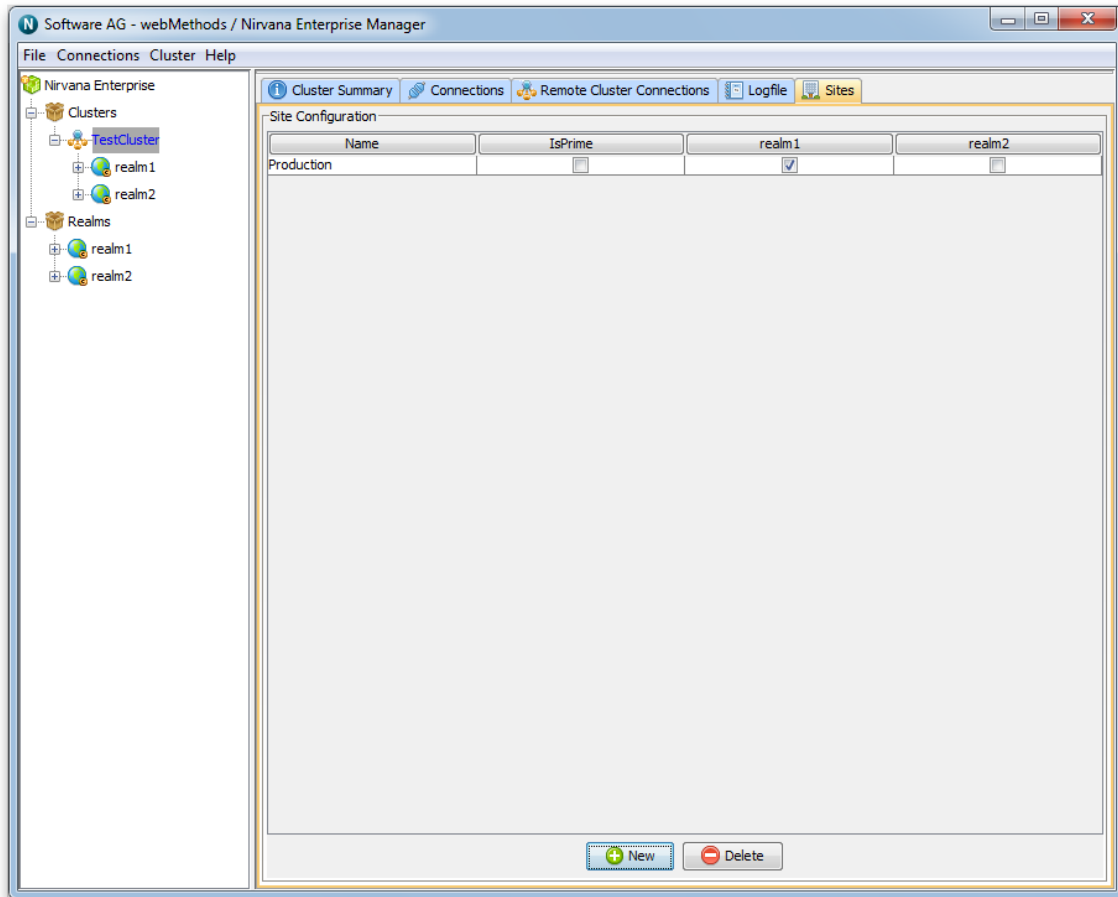 Software AG - webMethods / Nirvana Enterprise Manager
File Connections Cluster Help
Nirvana Enterprise
Clusters
TestCluster
realm1
realm2
Realms
realm1
realm2
Cluster Summary Connections Remote Cluster Connections Logfile Sites
Site Configuration
Name IsPrime realm1 realm2
Production
New Delete